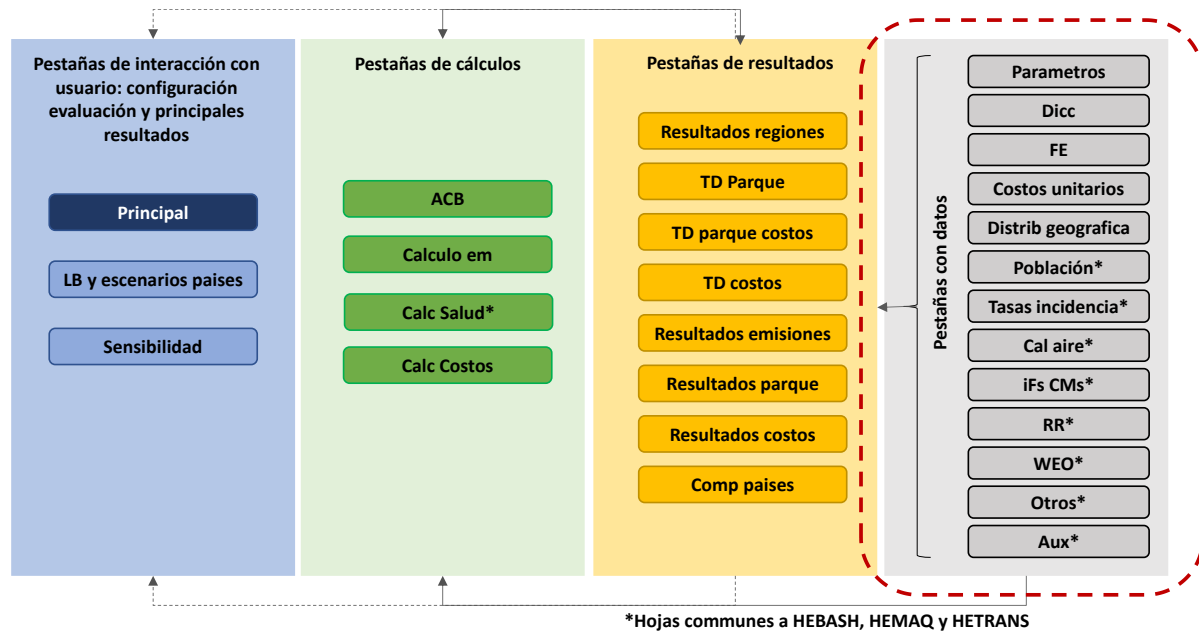 Pestañas de interacción con
usuario: configuración
evaluación y principales
resultados
Principal
LB y escenarios paises
Sensibilidad
Pestañas de cálculos
ACB
Calculo em
Calc Salud*
Calc Costos
Pestañas de resultados
Resultados regiones
TD Parque
TD parque costos
TD costos
Resultados emisiones
Resultados parque
Resultados costos
Comp paises
Pestañas con datos
Parametros
Dicc
FE
Costos unitarios
Distrib geografica
Población*
Tasas incidencia*
Cal aire*
iFs CMs*
RR*
WEO*
Otros*
Aux*
*Hojas communes a HEBASH, HEMAQ y HETRANS